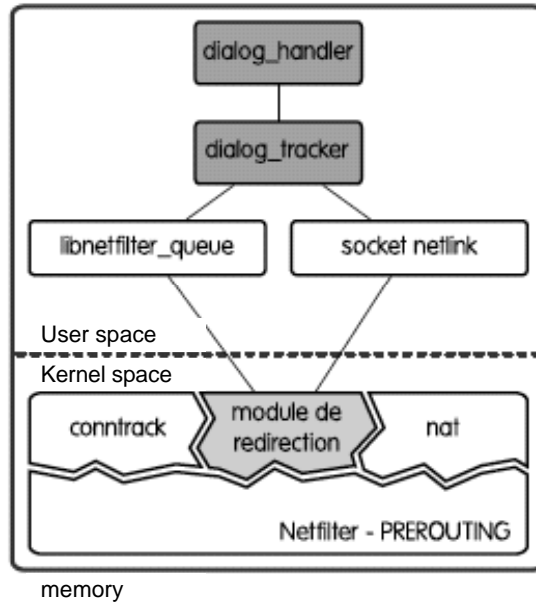 dialog_handler
dialog_tracker
libnetfilter_queue
socket netlink
User space
Kernel space
conntrack
module de
redirection
nat
Netfilter - PREROUTING
memory